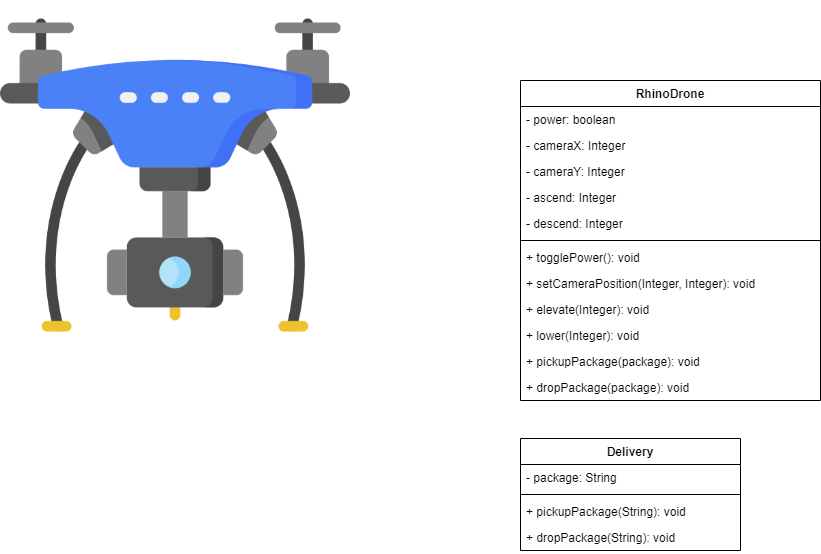 RhinoDrone
- power: boolean
- cameraX: Integer
- cameraY: Integer
- ascend: Integer
- descend: Integer
+ togglePower(): void
+ setCameraPosition(Integer, Integer): void
+ elevate(Integer): void
+ lower(Integer): void
+ pickupPackage(package): void
+ dropPackage(package): void
Delivery
- package: String
+ pickupPackage(String): void
+ dropPackage(String): void